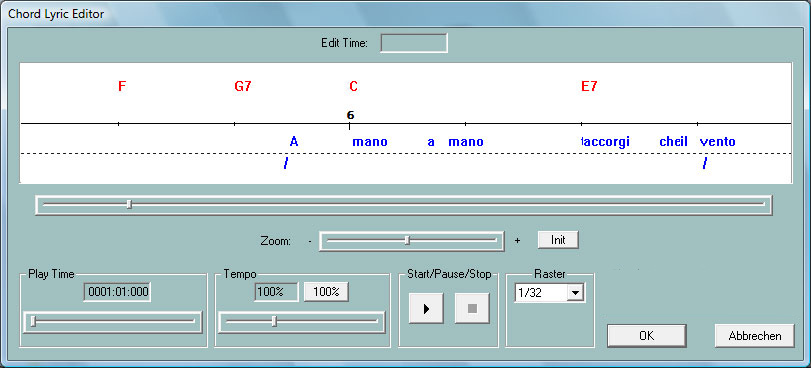 Chord Lyric Editor
Edit Time:
F G7 C E7
6
A mano a mano t'accorgi cheil vento
/ /
Zoom: - + Init
Play Time Tempo Start/Pause/Stop Raster
0001:01:000 100% 100% 1/32
OK Abbrechen